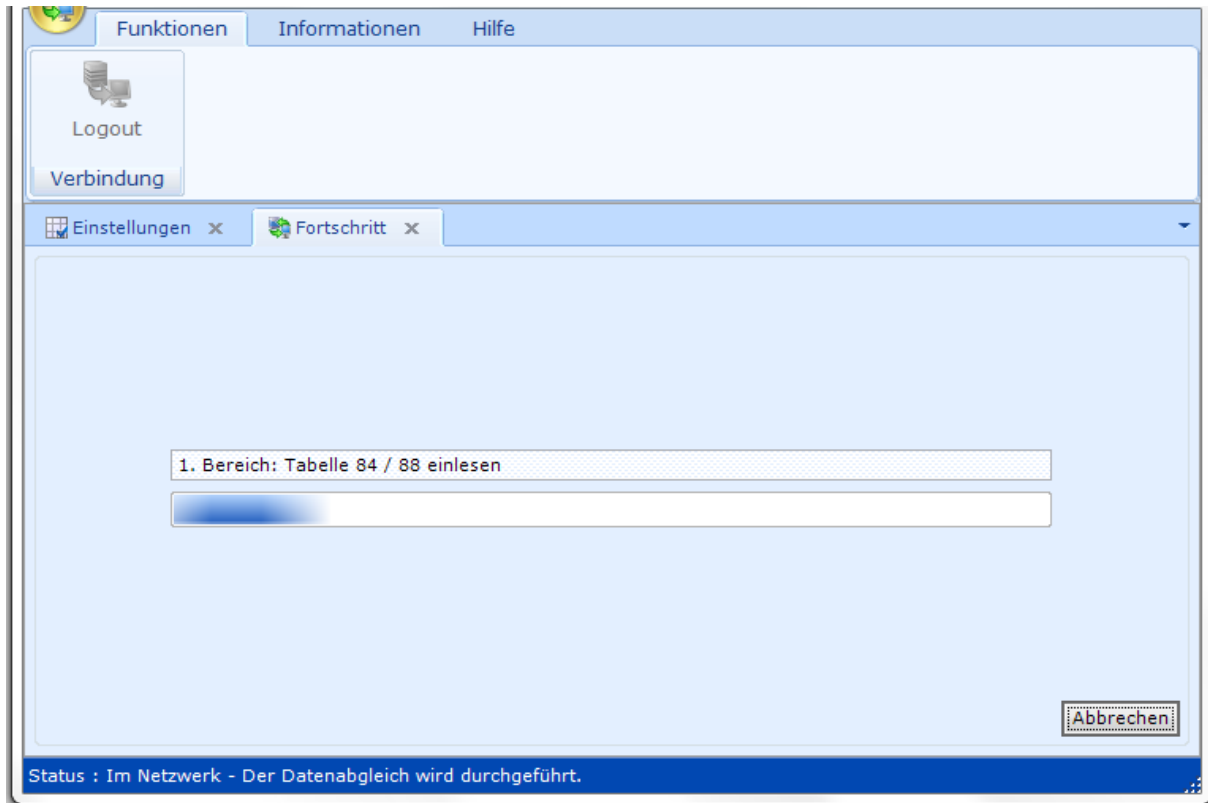 Funktionen Informationen Hilfe
Logout
Verbindung
Einstellungen Fortschritt
1. Bereich: Tabelle 84 / 88 einlesen
Abbrechen
Status : Im Netzwerk - Der Datenabgleich wird durchgeführt.